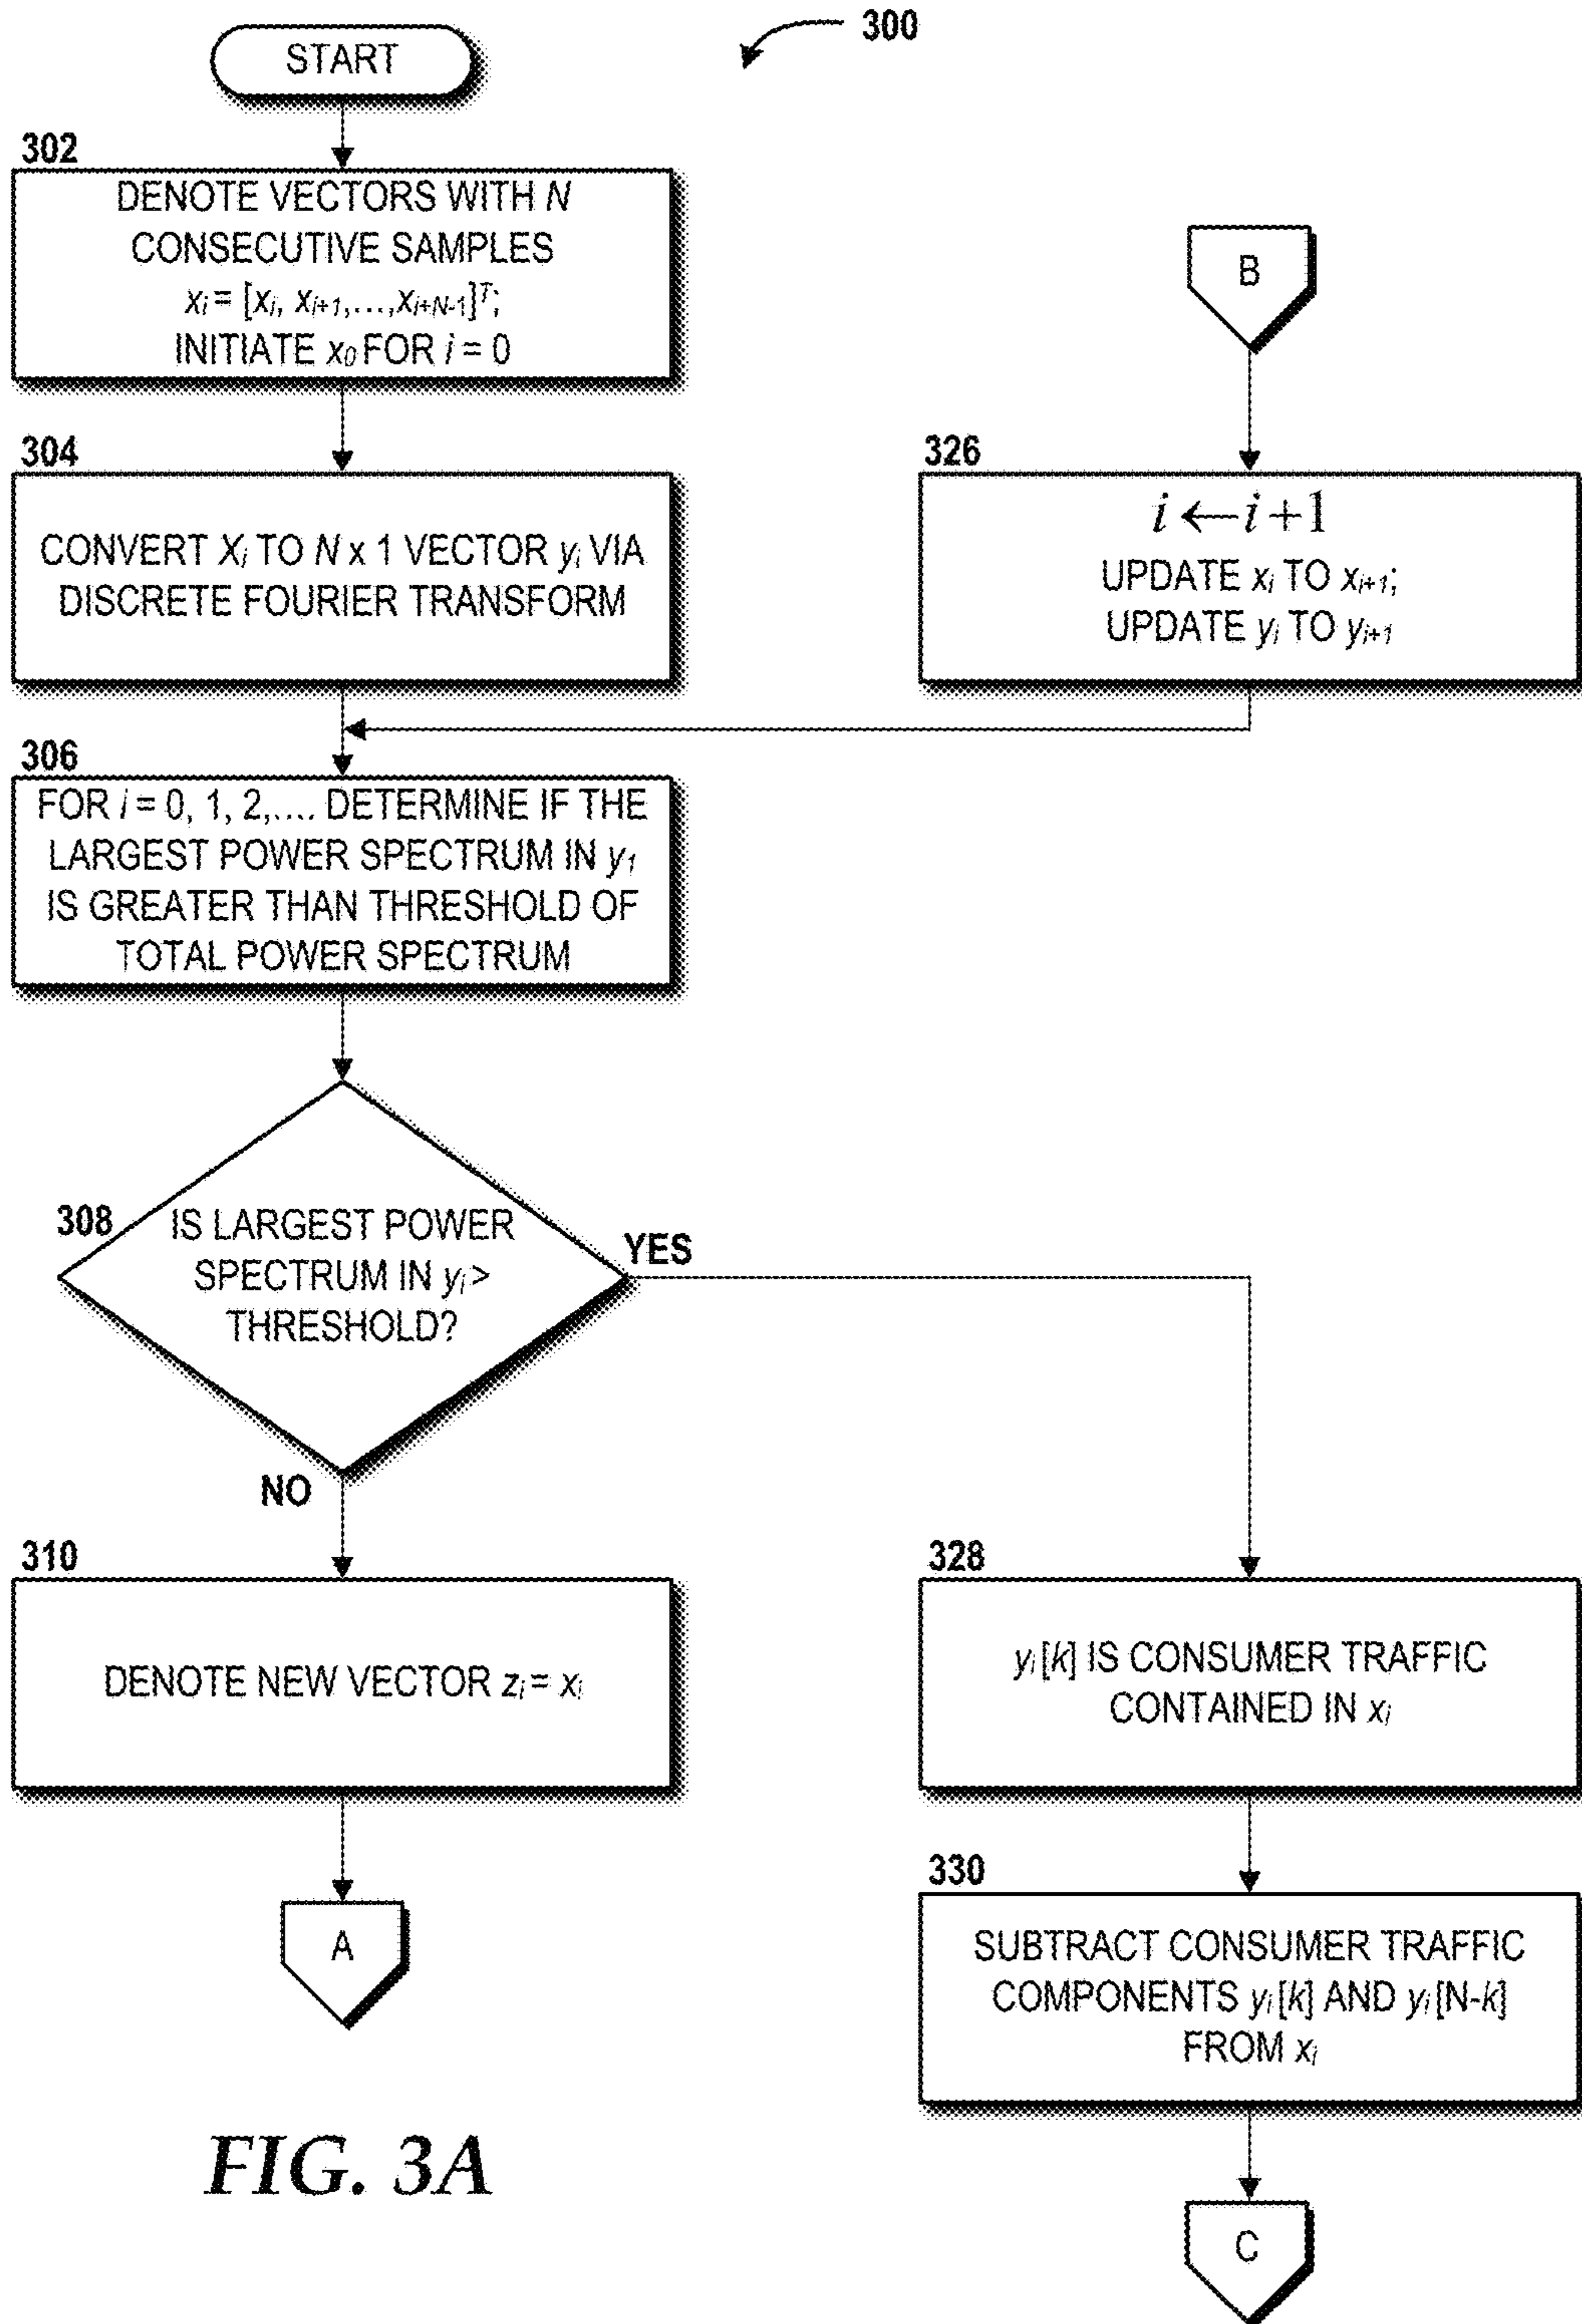 300
START
302
DENOTE VECTORS WITH N
CONSECUTIVE SAMPLES
xᵢ = [xᵢ, xᵢ₊₁,…,xᵢ₊N₋₁]ᵀ;
INITIATE x₀ FOR i = 0
304
CONVERT Xᵢ TO N x 1 VECTOR yᵢ VIA
DISCRETE FOURIER TRANSFORM
B
326
i ← i +1
UPDATE xᵢ TO xᵢ₊₁;
UPDATE yᵢ TO yᵢ₊₁
306
FOR i = 0, 1, 2,.... DETERMINE IF THE
LARGEST POWER SPECTRUM IN y₁
IS GREATER THAN THRESHOLD OF
TOTAL POWER SPECTRUM
308
IS LARGEST POWER
SPECTRUM IN yᵢ >
THRESHOLD?
YES
NO
310
DENOTE NEW VECTOR zᵢ = xᵢ
A
328
yᵢ [k] IS CONSUMER TRAFFIC
CONTAINED IN xᵢ
330
SUBTRACT CONSUMER TRAFFIC
COMPONENTS yᵢ [k] AND yᵢ [N-k]
FROM xᵢ
C
FIG. 3A